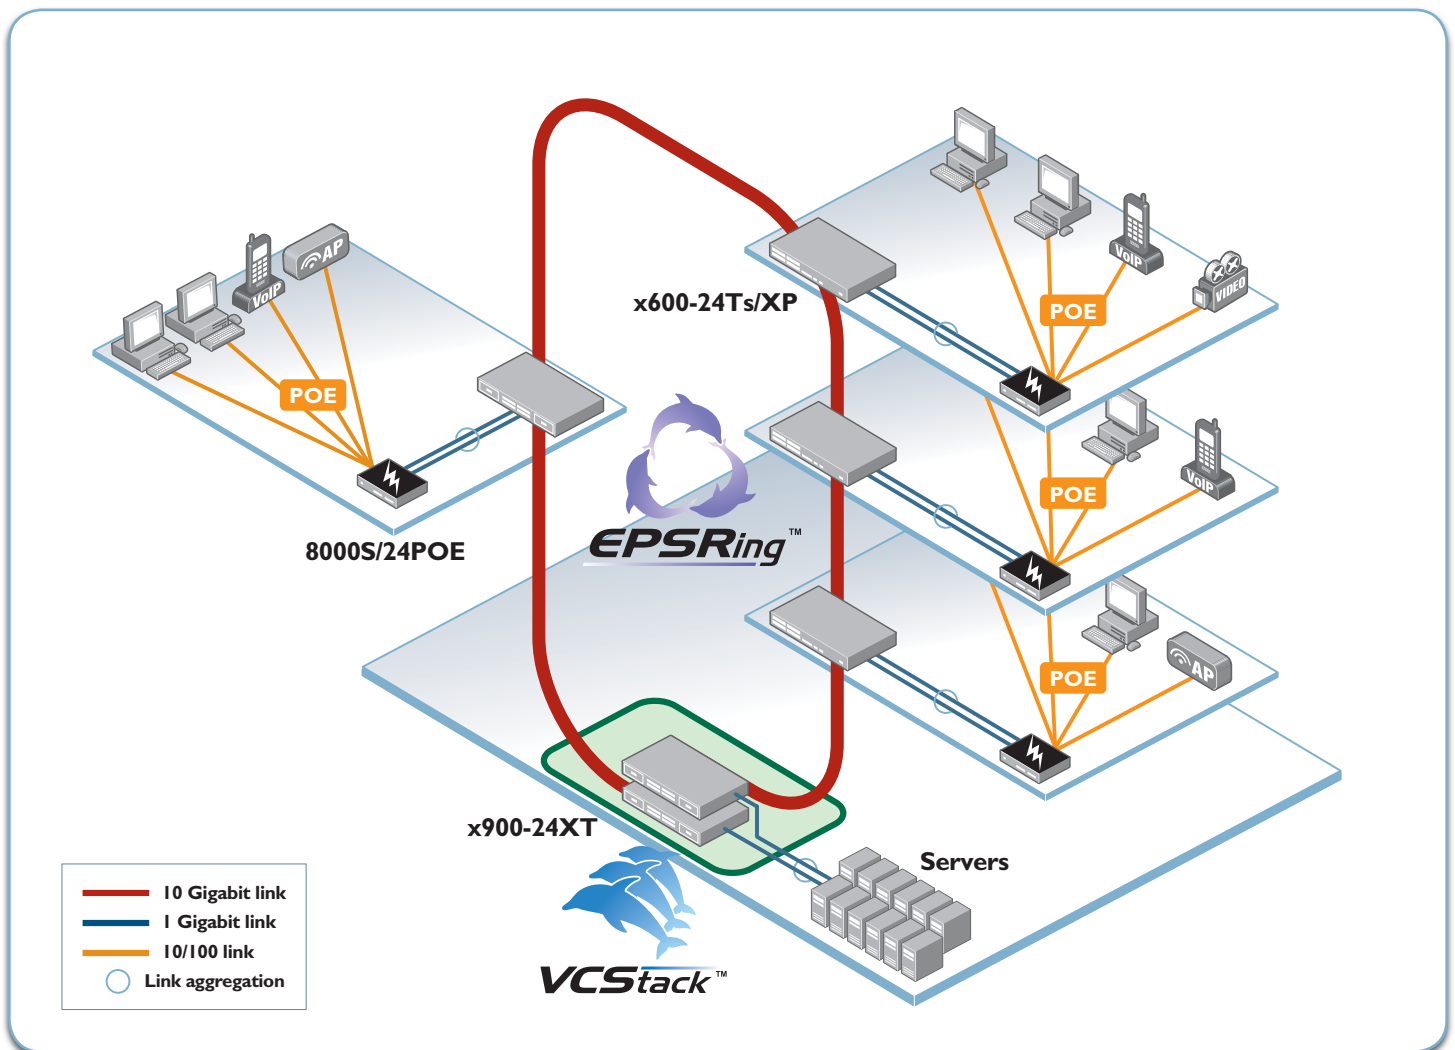 VoIP
AP
POE
8000S/24POE
x600-24Ts/XP
VoIP
VIDEO
POE
EPSRing™
VoIP
POE
AP
POE
x900-24XT
VCStack™
Servers
10 Gigabit link
1 Gigabit link
10/100 link
Link aggregation